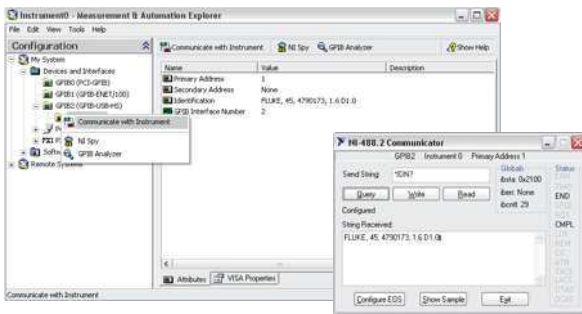 Instrument0 - Measurement & Automation Explorer
File Edit View Tools Help
Configuration
Communicate with Instrument NI Spy GPIB Analyzer Show Help
My System
Devices and Interfaces
GPIB0 (PCI-GPIB)
GPIB1 (GPIB-ENET/100)
GPIB2 (GPIB-USB-HS)
Communicate with Instrument
NI Spy
GPIB Analyzer
Remote Systems
Name Value Description
Primary Address 1
Secondary Address None
Identification FLUKE, 45, 4790173, 1.6 D1.0
GPIB Interface Number 2
Attributes VISA Properties
Communicate with Instrument
NI-488.2 Communicator
GPIB2 Instrument 0 Primary Address 1
Send String: *IDN?
Query Write Read
Configured
String Received:
FLUKE, 45, 4790173, 1.6 D1.0
Globals
ibsta: 0x2100
iberr: None
ibcntl: 29
Status
END
CMPL
Configure EOS Show Sample Exit